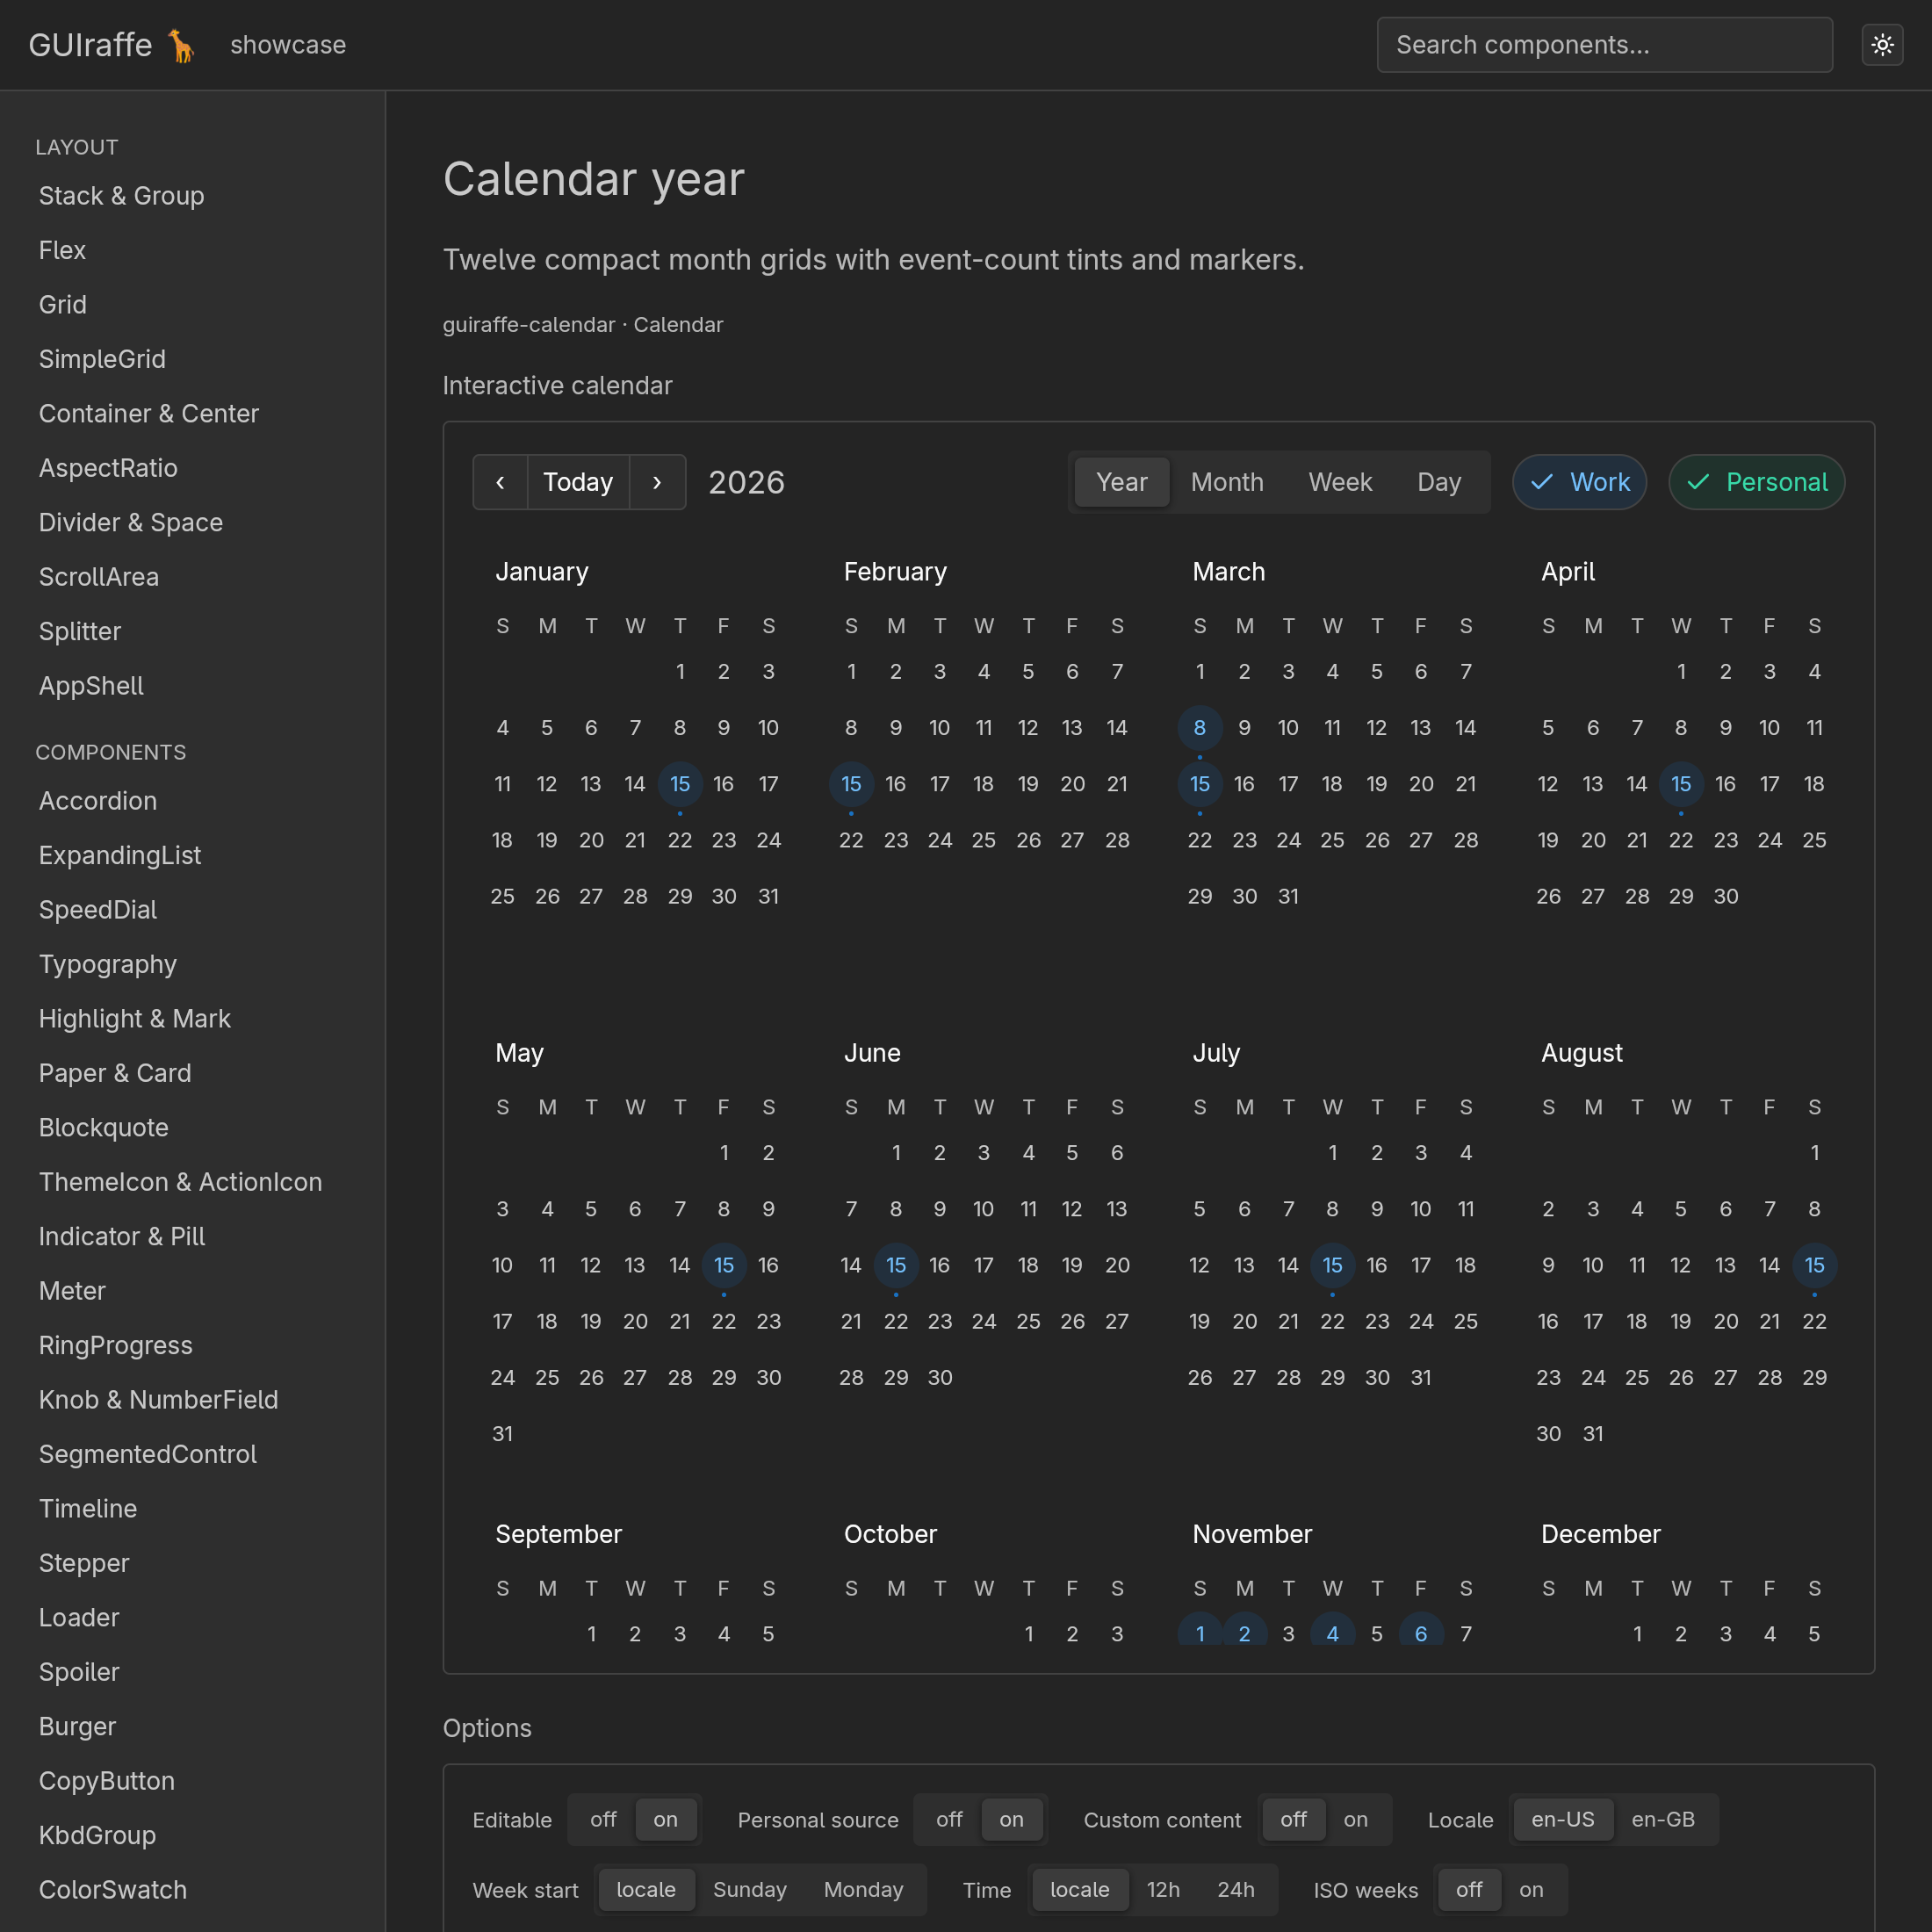 GUIraffe showcase Search components...
LAYOUT
Stack & Group
Flex
Grid
SimpleGrid
Container & Center
AspectRatio
Divider & Space
ScrollArea
Splitter
AppShell
COMPONENTS
Accordion
ExpandingList
SpeedDial
Typography
Highlight & Mark
Paper & Card
Blockquote
ThemeIcon & ActionIcon
Indicator & Pill
Meter
RingProgress
Knob & NumberField
SegmentedControl
Timeline
Stepper
Loader
Spoiler
Burger
CopyButton
KbdGroup
ColorSwatch
Calendar year
Twelve compact month grids with event-count tints and markers.
guiraffe-calendar · Calendar
Interactive calendar
‹ Today › 2026 Year Month Week Day Work Personal
January
S M T W T F S
1 2 3
4 5 6 7 8 9 10
11 12 13 14 15 16 17
18 19 20 21 22 23 24
25 26 27 28 29 30 31
February
S M T W T F S
1 2 3 4 5 6 7
8 9 10 11 12 13 14
15 16 17 18 19 20 21
22 23 24 25 26 27 28
March
S M T W T F S
1 2 3 4 5 6 7
8 9 10 11 12 13 14
15 16 17 18 19 20 21
22 23 24 25 26 27 28
29 30 31
April
S M T W T F S
1 2 3 4
5 6 7 8 9 10 11
12 13 14 15 16 17 18
19 20 21 22 23 24 25
26 27 28 29 30
May
S M T W T F S
1 2
3 4 5 6 7 8 9
10 11 12 13 14 15 16
17 18 19 20 21 22 23
24 25 26 27 28 29 30
31
June
S M T W T F S
1 2 3 4 5 6
7 8 9 10 11 12 13
14 15 16 17 18 19 20
21 22 23 24 25 26 27
28 29 30
July
S M T W T F S
1 2 3 4
5 6 7 8 9 10 11
12 13 14 15 16 17 18
19 20 21 22 23 24 25
26 27 28 29 30 31
August
S M T W T F S
1
2 3 4 5 6 7 8
9 10 11 12 13 14 15
16 17 18 19 20 21 22
23 24 25 26 27 28 29
30 31
September
S M T W T F S
1 2 3 4 5
October
S M T W T F S
1 2 3
November
S M T W T F S
1 2 3 4 5 6 7
December
S M T W T F S
1 2 3 4 5
Options
Editable off on Personal source off on Custom content off on Locale en-US en-GB
Week start locale Sunday Monday Time locale 12h 24h ISO weeks off on